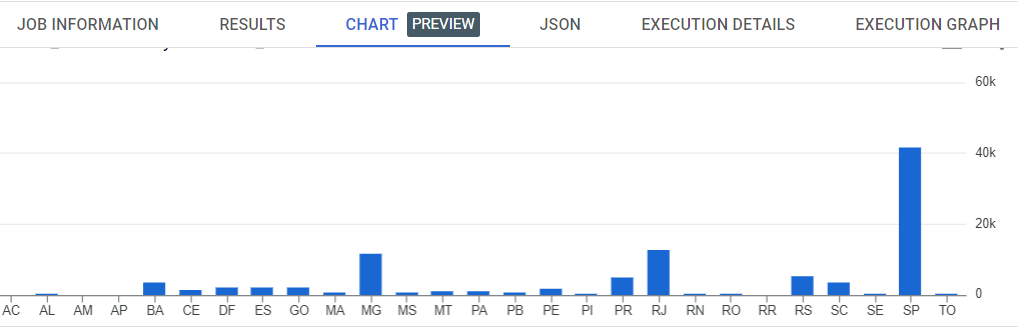 JOB INFORMATION RESULTS CHART PREVIEW JSON EXECUTION DETAILS EXECUTION GRAPH
60k
40k
20k
0
AC AL AM AP BA CE DF ES GO MA MG MS MT PA PB PE PI PR RJ RN RO RR RS SC SE SP TO